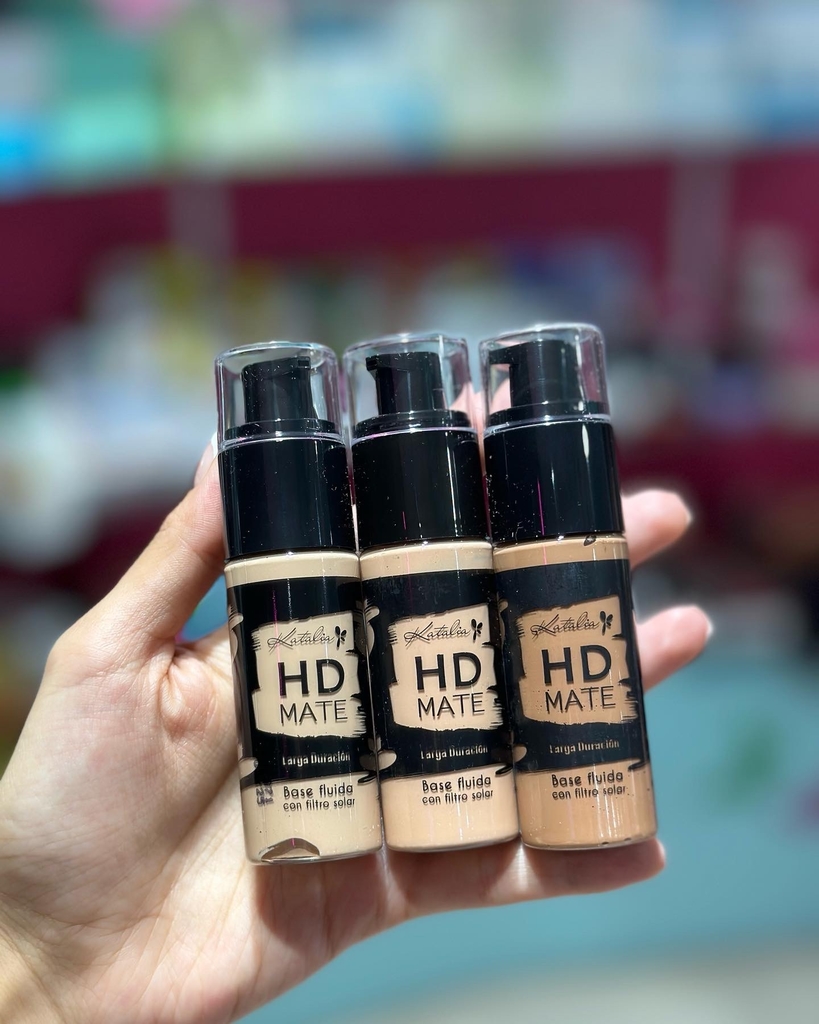 Katalia
HD
MATE
Larga Duración
Base fluida
con filtro solar
Katalia
HD
MATE
Larga Duración
Base fluida
con filtro solar
Katalia
HD
MATE
Larga Duración
Base fluida
con filtro solar